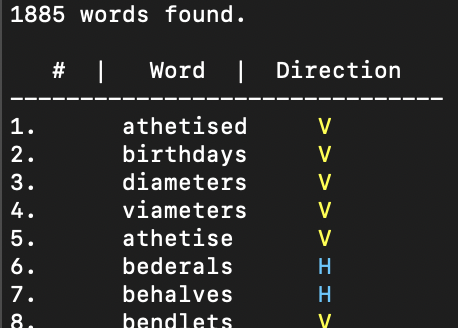 1885 words found.
# | Word | Direction
--------------------------------
1. athetised V
2. birthdays V
3. diameters V
4. viameters V
5. athetise V
6. bederals H
7. behalves H
8. bendlets V